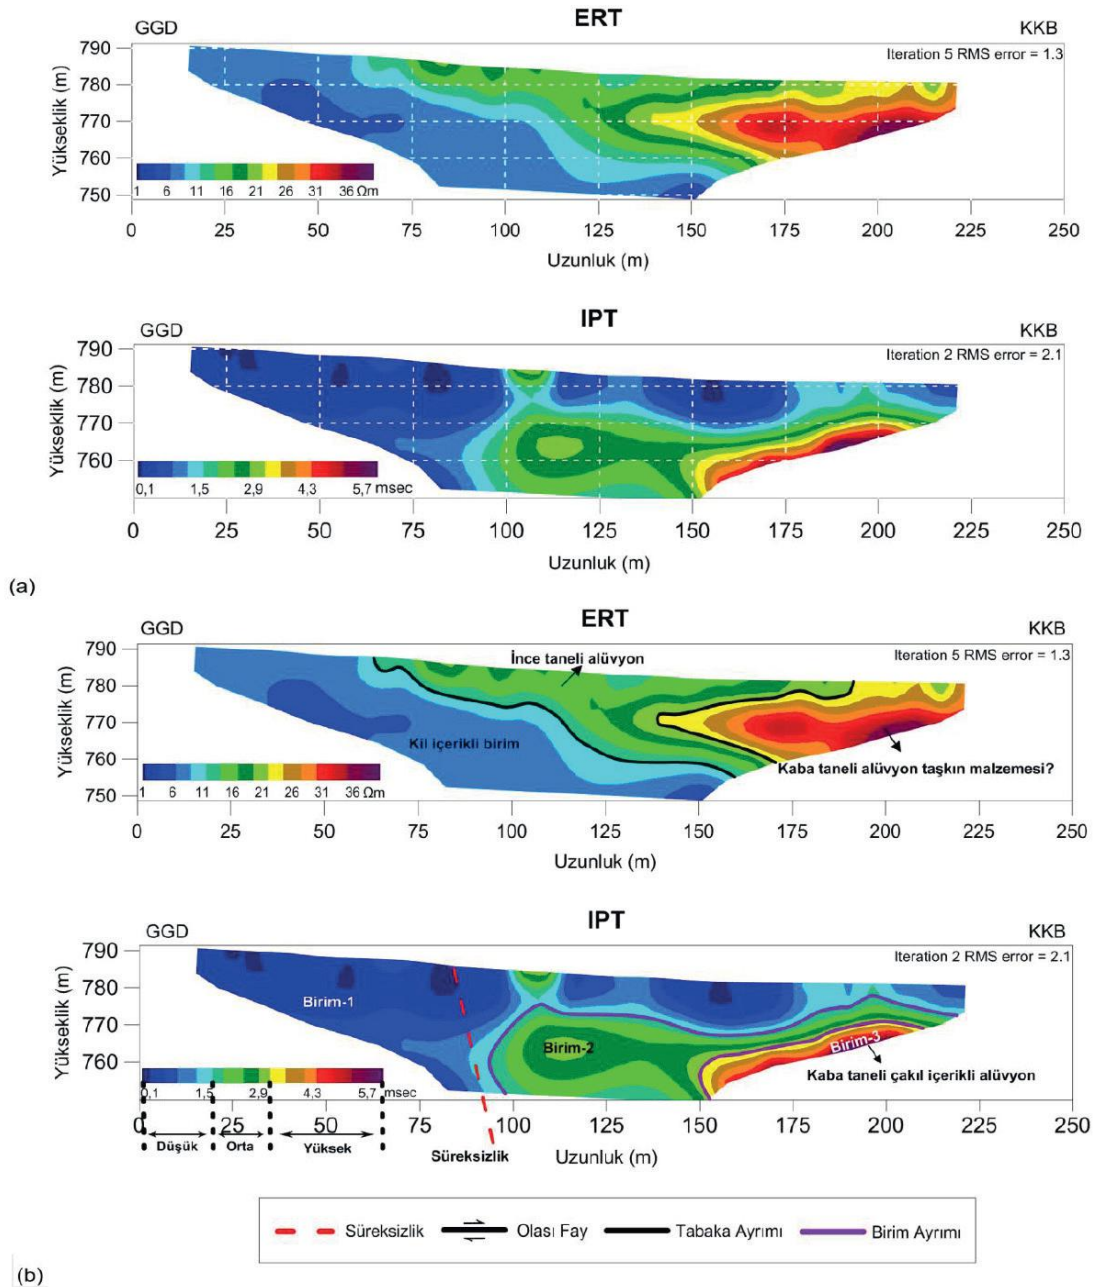 ERT
GGD
KKB
Iteration 5 RMS error = 1.3
Yükseklik (m)
790
780
770
760
750
1 6 11 16 21 26 31 36 Ωm
0 25 50 75 100 125 150 175 200 225 250
Uzunluk (m)
IPT
GGD
KKB
Iteration 2 RMS error = 2.1
Yükseklik (m)
790
780
770
760
0,1 1,5 2,9 4,3 5,7 msec
0 25 50 75 100 125 150 175 200 225 250
Uzunluk (m)
(a)
ERT
GGD
KKB
Iteration 5 RMS error = 1.3
Yükseklik (m)
790
780
770
760
750
İnce taneli alüvyon
Kil içerikli birim
Kaba taneli alüvyon taşkın malzemesi?
1 6 11 16 21 26 31 36 Ωm
0 25 50 75 100 125 150 175 200 225 250
Uzunluk (m)
IPT
GGD
KKB
Iteration 2 RMS error = 2.1
Yükseklik (m)
790
780
770
760
Birim-1
Birim-2
Birim-3
Kaba taneli çakıl içerikli alüvyon
0,1 1,5 2,9 4,3 5,7 msec
0 25 50 75 100 125 150 175 200 225 250
Düşük Orta Yüksek
Süreksizlik
Uzunluk (m)
Süreksizlik Olası Fay Tabaka Ayrımı Birim Ayrımı
(b)